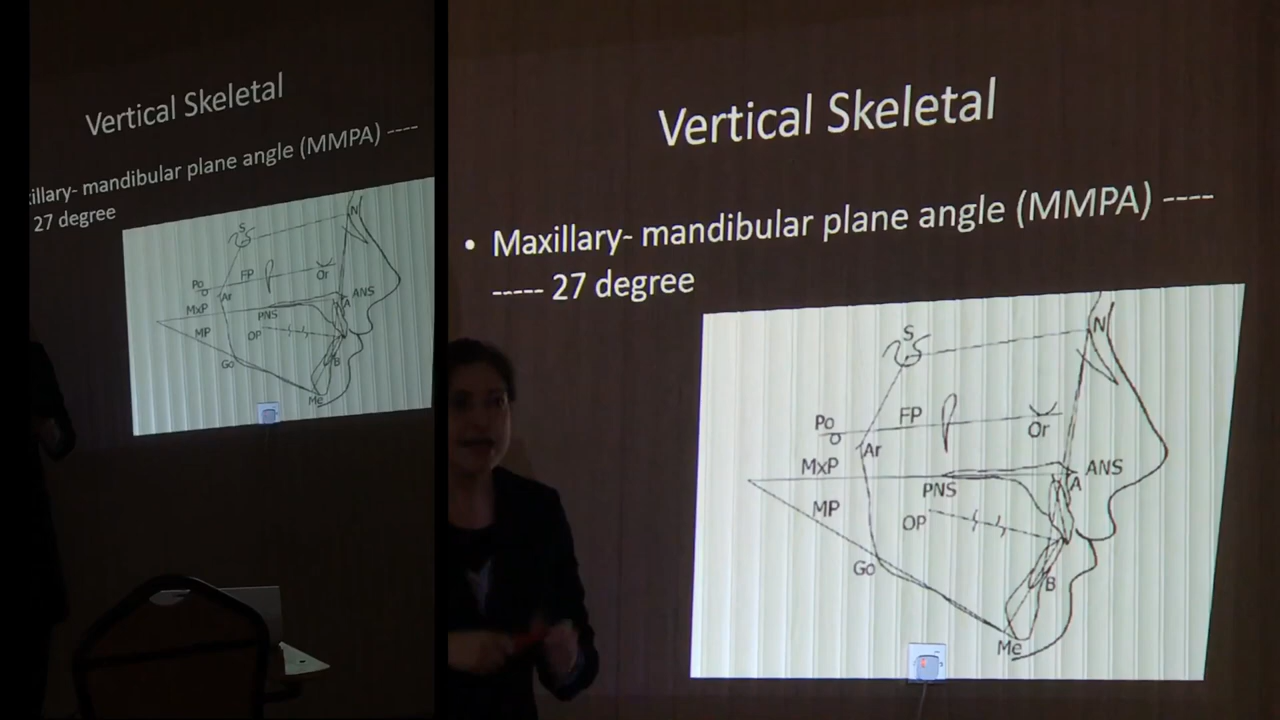 Vertical Skeletal
xillary- mandibular plane angle (MMPA) ----
27 degree
N
S
FP
Or
Po
Ar
ANS
MxP
A
PNS
MP
OP
B
Go
Me
Vertical Skeletal
• Maxillary- mandibular plane angle (MMPA) ----
----- 27 degree
N
S
FP
Po
Or
Ar
MxP
ANS
A
PNS
MP
OP
Go
B
Me